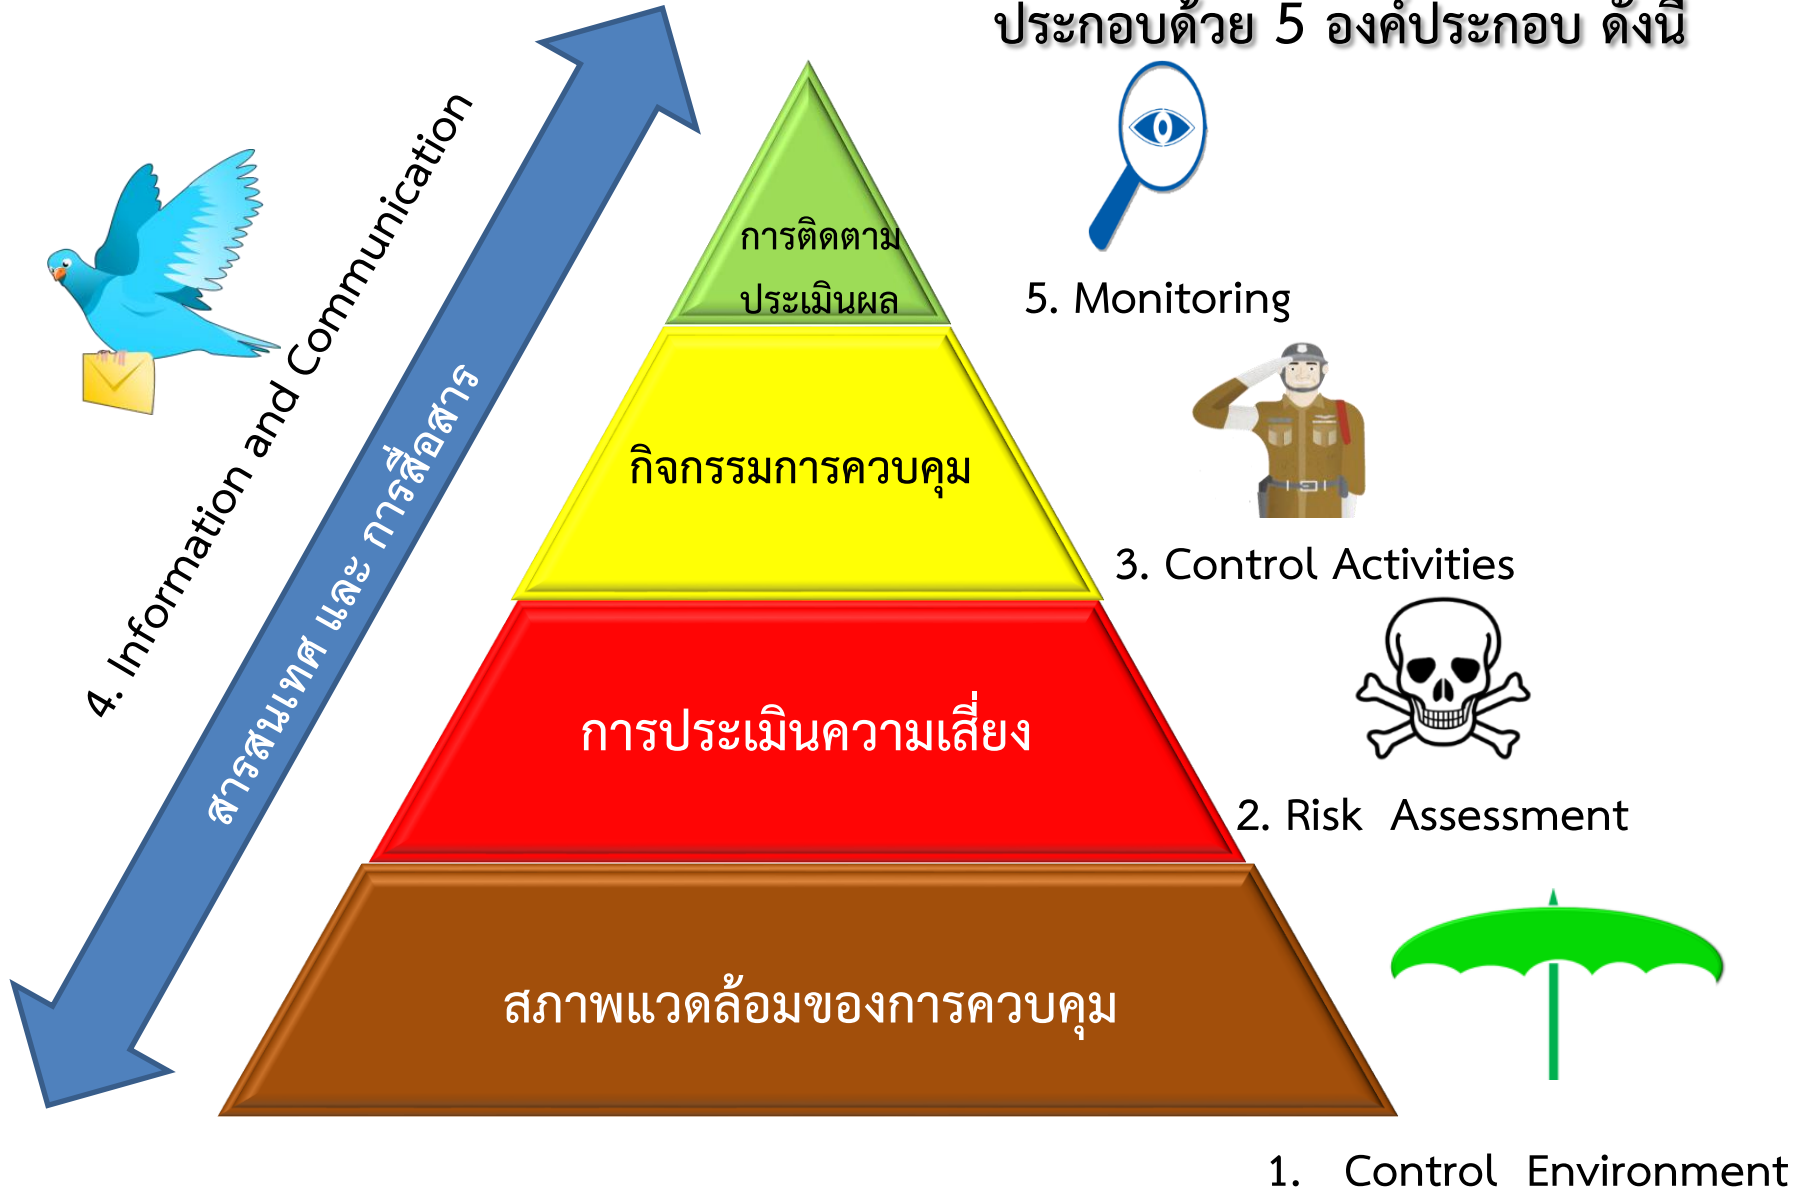 ประกอบด้วย 5 องค์ประกอบ ดังนี้
การติดตาม
ประเมินผล
5. Monitoring
กิจกรรมการควบคุม
3. Control Activities
4. Information and Communication
สารสนเทศ และ การสื่อสาร
การประเมินความเสี่ยง
2. Risk Assessment
สภาพแวดล้อมของการควบคุม
1. Control Environment